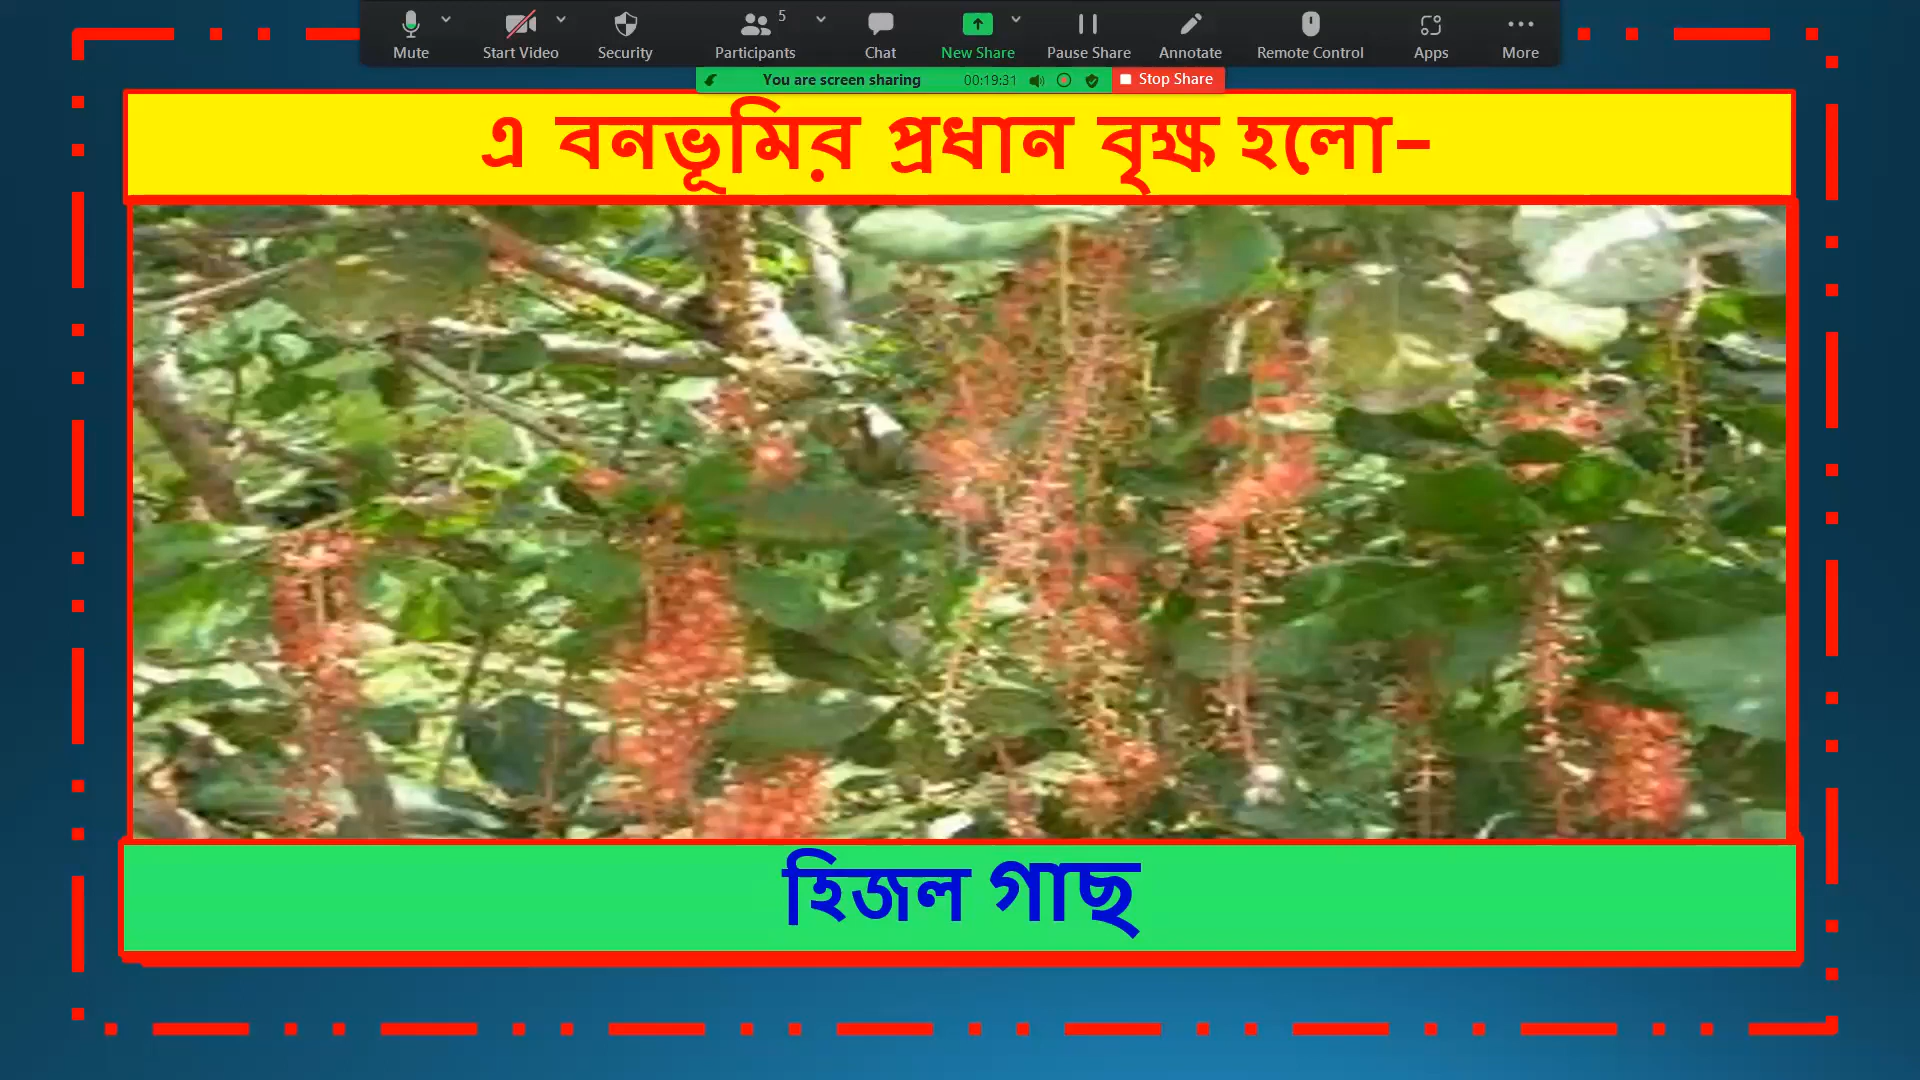 5
Mute
Start Video
Security
Participants
Chat
New Share
Pause Share
Annotate
Remote Control
Apps
More
You are screen sharing 00:19:31 Stop Share
এ বনভূমির প্রধান বৃক্ষ হলো–
হিজল গাছ